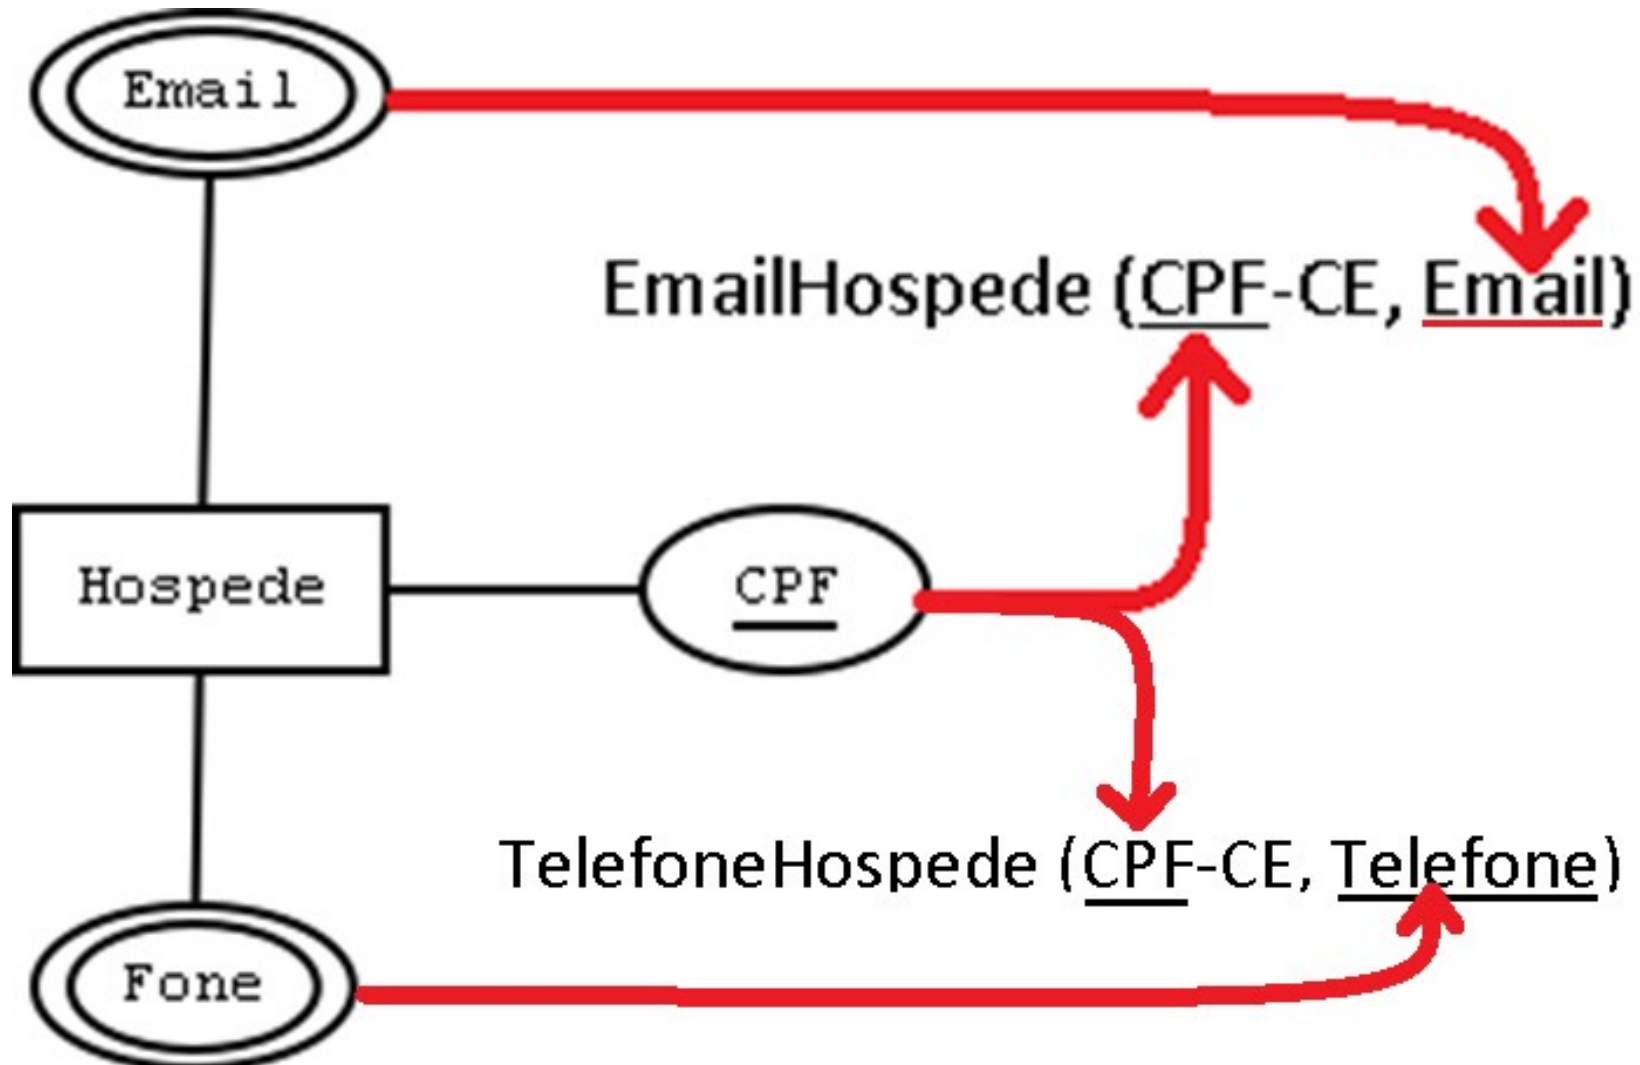 Email
EmailHospede (CPF-CE, Email)
Hospede
CPF
TelefoneHospede (CPF-CE, Telefone)
Fone